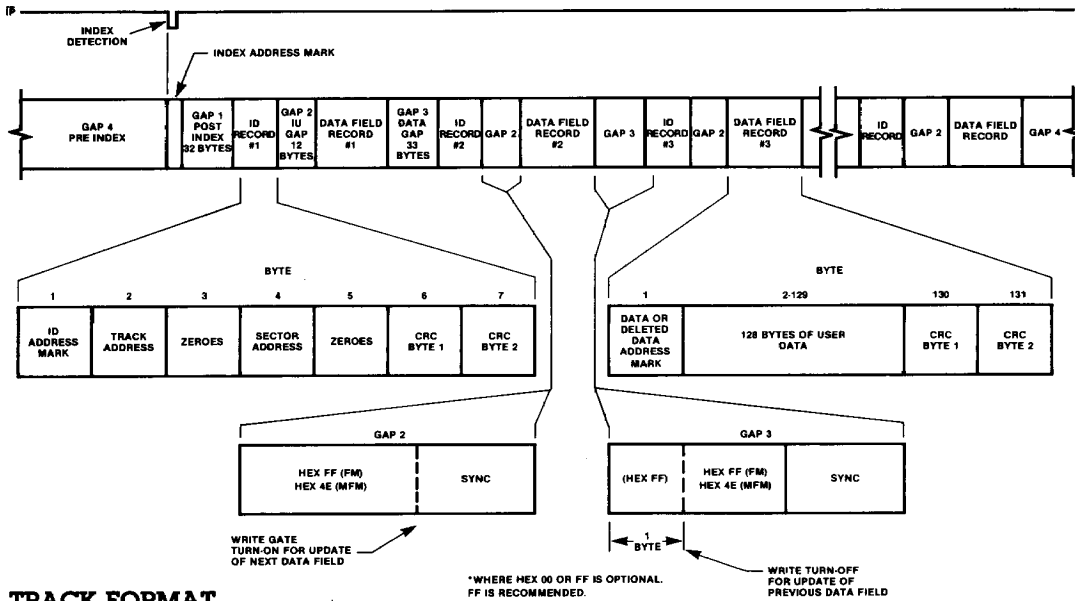 INDEX
DETECTION
INDEX ADDRESS MARK
GAP 4
PRE INDEX
GAP 1
POST
INDEX
32 BYTES
ID
RECORD
#1
GAP 2
IU
GAP
12
BYTES
DATA FIELD
RECORD
#1
GAP 3
DATA
GAP
33
BYTES
ID
RECORD
#2
GAP 2
DATA FIELD
RECORD
#2
GAP 3
ID
RECORD
#3
GAP 2
DATA FIELD
RECORD
#3
ID
RECORD
GAP 2
DATA FIELD
RECORD
GAP 4
BYTE
1 2 3 4 5 6 7
ID
ADDRESS
MARK
TRACK
ADDRESS
ZEROES
SECTOR
ADDRESS
ZEROES
CRC
BYTE 1
CRC
BYTE 2
BYTE
1 2-129 130 131
DATA OR
DELETED
DATA
ADDRESS
MARK
128 BYTES OF USER
DATA
CRC
BYTE 1
CRC
BYTE 2
GAP 2
HEX FF (FM)
HEX 4E (MFM)
SYNC
WRITE GATE
TURN-ON FOR UPDATE
OF NEXT DATA FIELD
GAP 3
(HEX FF)
HEX FF (FM)
HEX 4E (MFM)
SYNC
1
BYTE
WRITE TURN-OFF
FOR UPDATE OF
PREVIOUS DATA FIELD
*WHERE HEX 00 OR FF IS OPTIONAL.
FF IS RECOMMENDED.
TRACK FORMAT